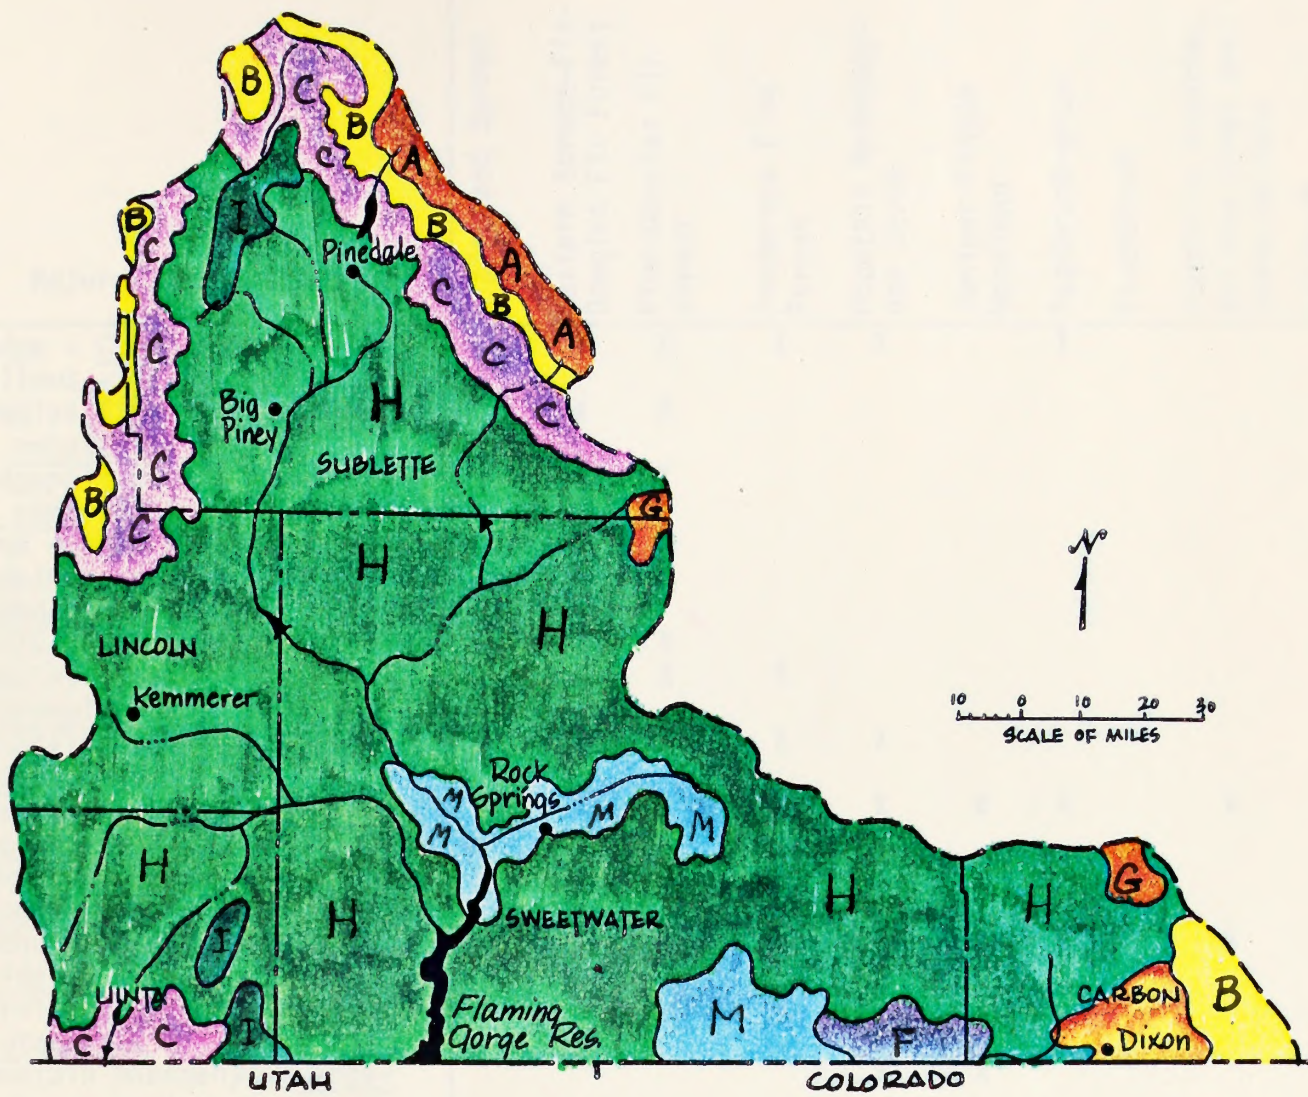 B
C
B
A
C
I
B
B
C
Pinedale
A
C
B
A
C
C
H
Big
Piney
C
SUBLETTE
C
B
G
C
H
N
H
LINCOLN
Kemmerer
10 0 10 20 30
SCALE OF MILES
Rock
Springs
M
M
M
M
H
H
H
G
H
SWEETWATER
I
UINTA
CARBON
B
Flaming
Gorge Res.
M
C
C
I
F
Dixon
UTAH
COLORADO